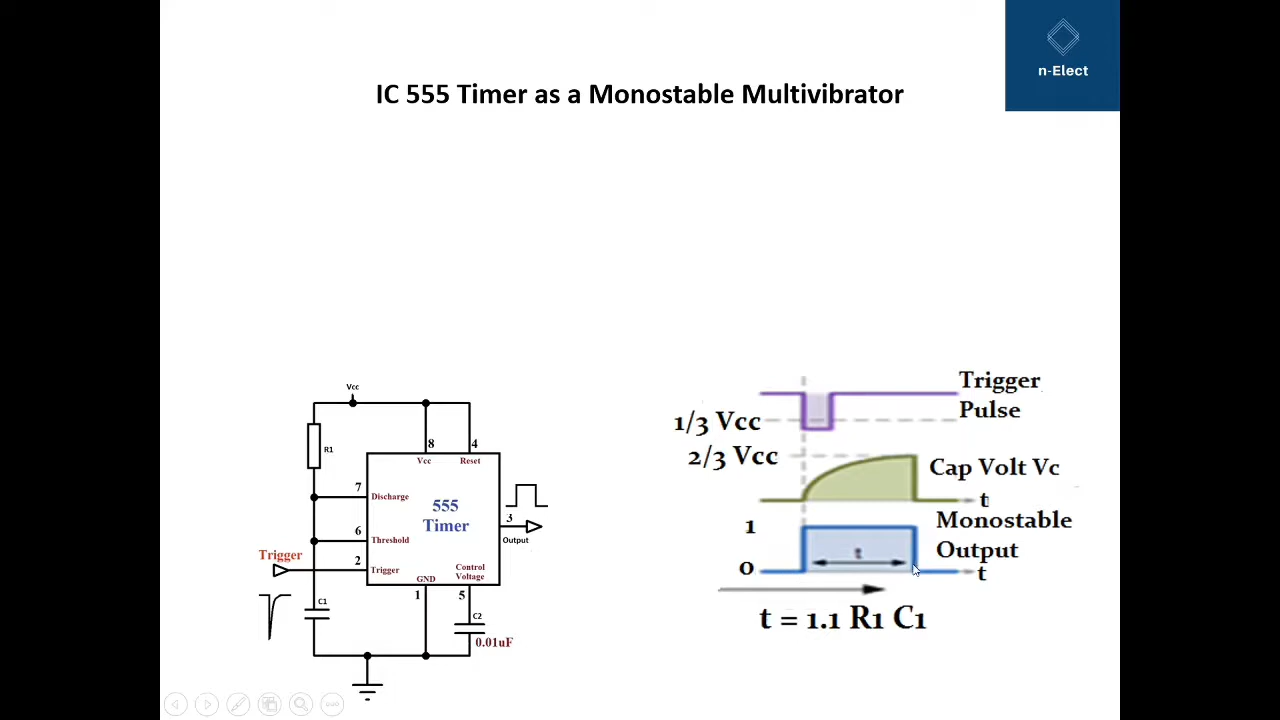 n-Elect
IC 555 Timer as a Monostable Multivibrator
Vcc
R1
8
4
Vcc
Reset
7
Discharge
555
Timer
6
Threshold
3
Output
Trigger
2
Trigger
GND
Control
Voltage
1
5
C1
C2
0.01uF
Trigger
Pulse
1/3 Vcc
2/3 Vcc
Cap Volt Vc
t
Monostable
Output
1
t
0
t
t = 1.1 R1 C1